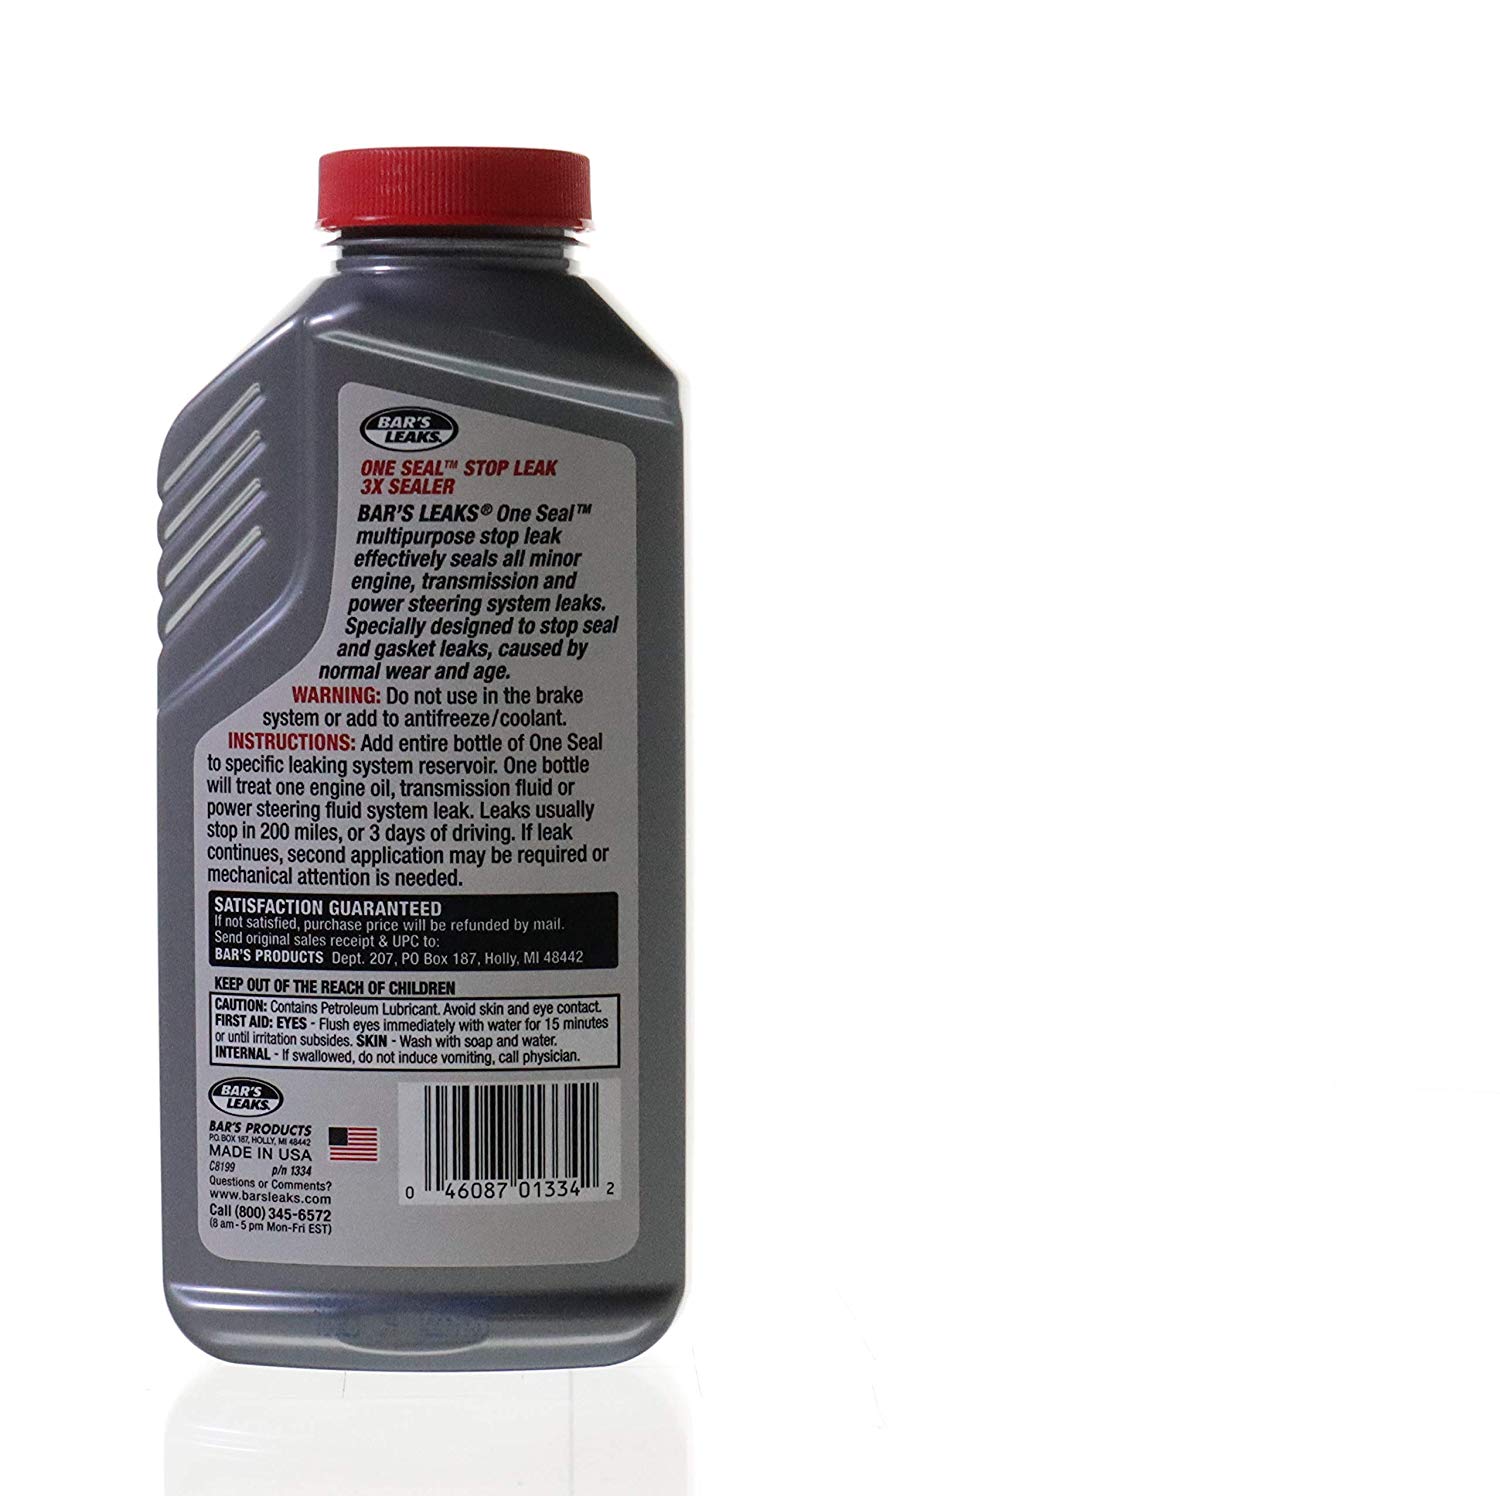 BAR'S
LEAKS.
ONE SEAL™ STOP LEAK
3X SEALER
BAR'S LEAKS® One Seal™
multipurpose stop leak
effectively seals all minor
engine, transmission and
power steering system leaks.
Specially designed to stop seal
and gasket leaks, caused by
normal wear and age.
WARNING: Do not use in the brake
system or add to antifreeze/coolant.
INSTRUCTIONS: Add entire bottle of One Seal
to specific leaking system reservoir. One bottle
will treat one engine oil, transmission fluid or
power steering fluid system leak. Leaks usually
stop in 200 miles, or 3 days of driving. If leak
continues, second application may be required or
mechanical attention is needed.
SATISFACTION GUARANTEED
If not satisfied, purchase price will be refunded by mail.
Send original sales receipt & UPC to:
BAR'S PRODUCTS Dept. 207, PO Box 187, Holly, MI 48442
KEEP OUT OF THE REACH OF CHILDREN
CAUTION: Contains Petroleum Lubricant. Avoid skin and eye contact.
FIRST AID: EYES - Flush eyes immediately with water for 15 minutes
or until irritation subsides. SKIN - Wash with soap and water.
INTERNAL - If swallowed, do not induce vomiting, call physician.
BAR'S
LEAKS.
BAR'S PRODUCTS
P.O. BOX 187, HOLLY, MI 48442
MADE IN USA
C8199 p/n 1334
Questions or Comments?
www.barsleaks.com
Call (800) 345-6572
(8 am - 5 pm Mon-Fri EST)
0 46087 01334 2